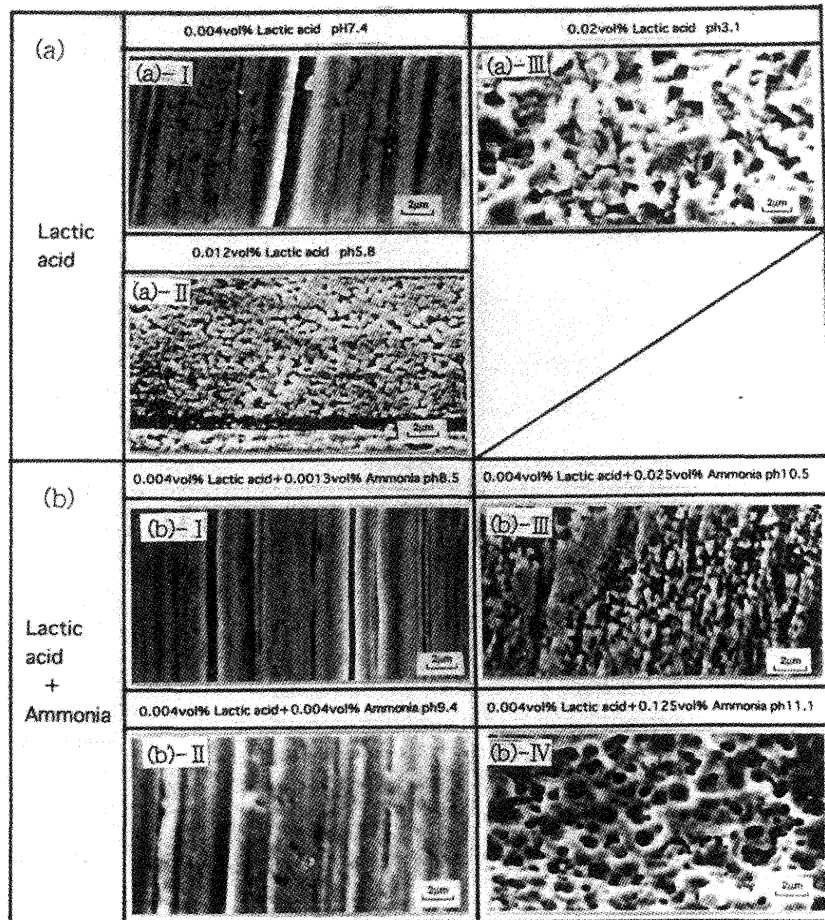 (a)
Lactic
acid
0.004vol% Lactic acid pH7.4
(a)-Ⅰ
2μm
0.02vol% Lactic acid ph3.1
(a)-Ⅲ
2μm
0.012vol% Lactic acid ph5.8
(a)-Ⅱ
2μm
(b)
Lactic
acid
+
Ammonia
0.004vol% Lactic acid+0.0013vol% Ammonia ph8.5
(b)-Ⅰ
2μm
0.004vol% Lactic acid+0.025vol% Ammonia ph10.5
(b)-Ⅲ
2μm
0.004vol% Lactic acid+0.004vol% Ammonia ph9.4
(b)-Ⅱ
2μm
0.004vol% Lactic acid+0.125vol% Ammonia ph11.1
(b)-Ⅳ
2μm